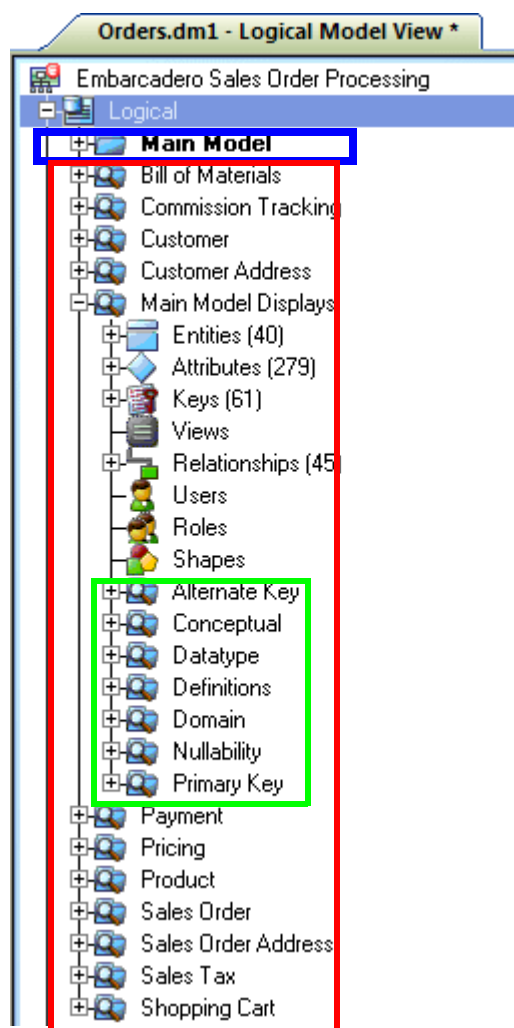 Orders.dm1 - Logical Model View *
Embarcadero Sales Order Processing
Logical
Main Model
Bill of Materials
Commission Tracking
Customer
Customer Address
Main Model Displays
Entities (40)
Attributes (279)
Keys (61)
Views
Relationships (45)
Users
Roles
Shapes
Alternate Key
Conceptual
Datatype
Definitions
Domain
Nullability
Primary Key
Payment
Pricing
Product
Sales Order
Sales Order Address
Sales Tax
Shopping Cart